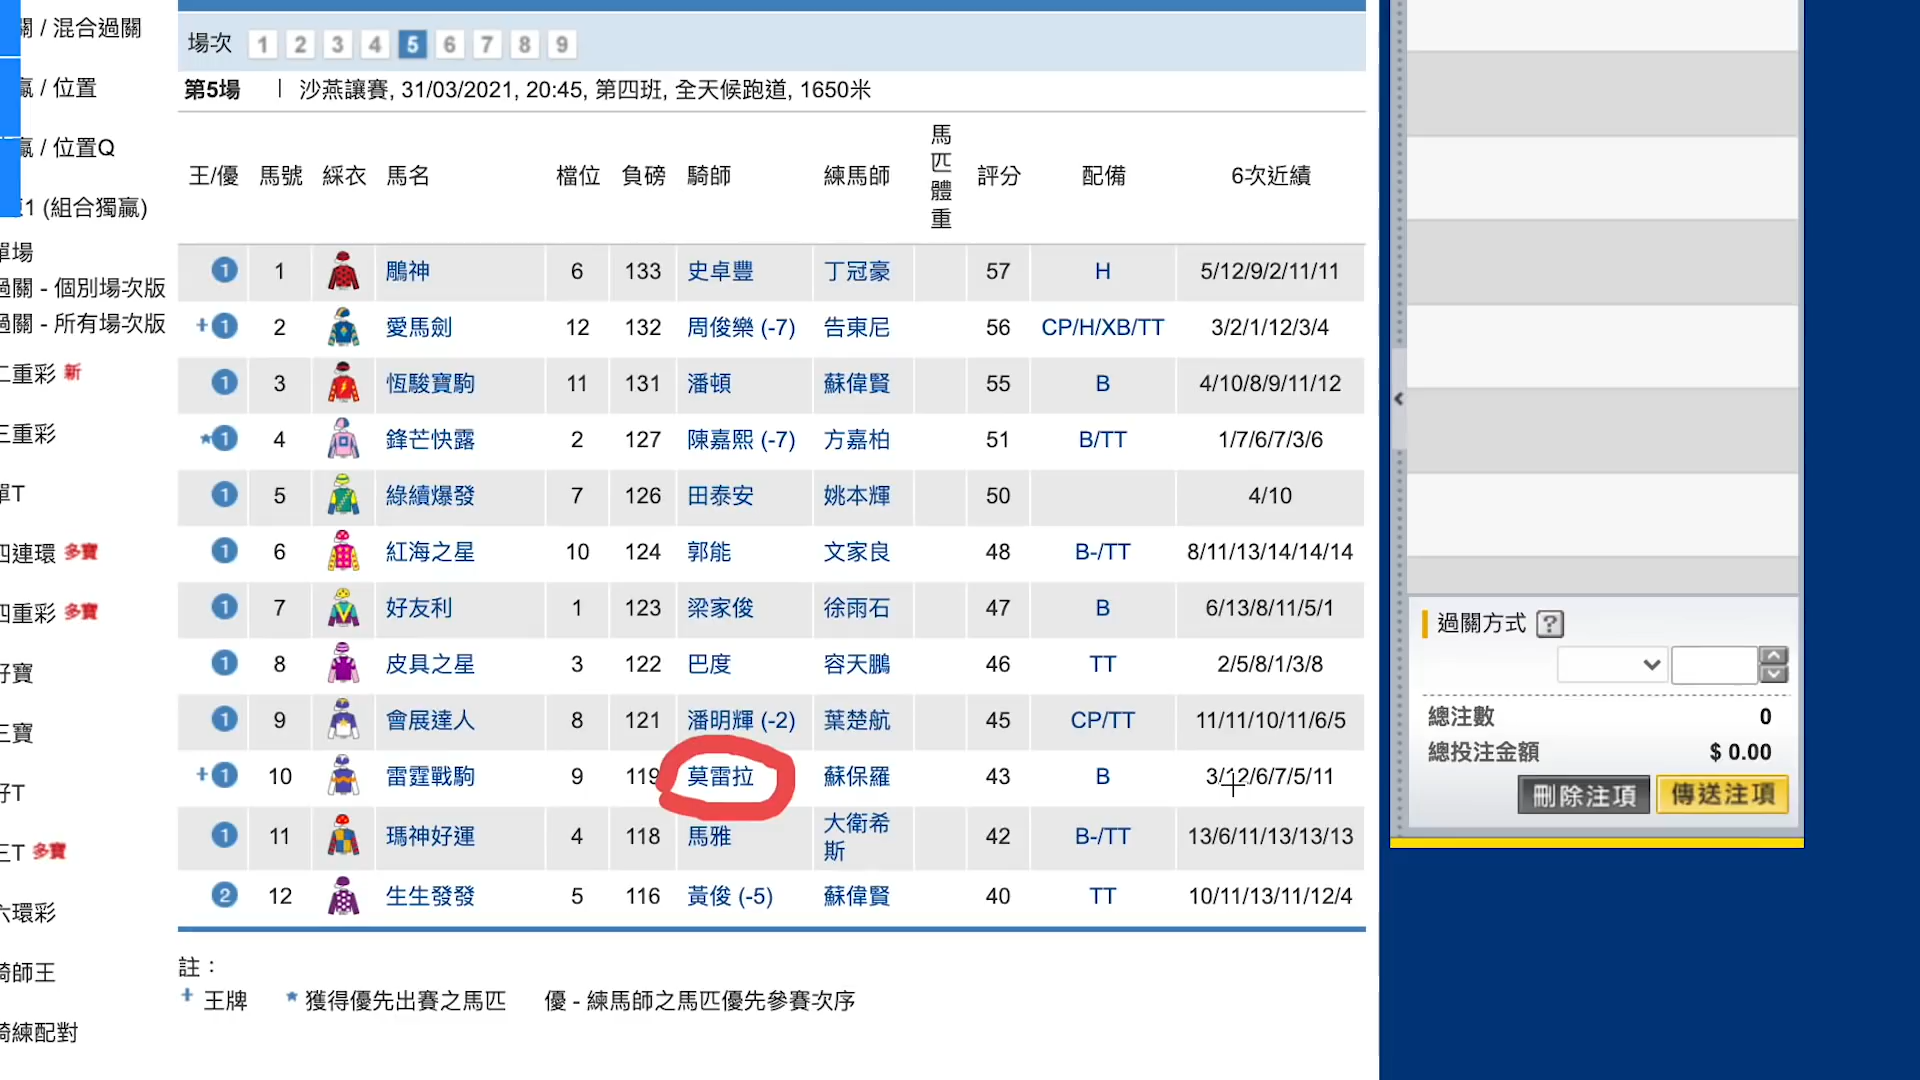 關 / 混合過關
贏 / 位置
贏 / 位置Q
1 (組合獨贏)
單場
過關 - 個別場次版
過關 - 所有場次版
二重彩 新
三重彩
單T
四連環 多寶
四重彩 多寶
孖寶
三寶
孖T
三T 多寶
六環彩
騎師王
騎練配對
場次 1 2 3 4 5 6 7 8 9
第5場 | 沙燕讓賽, 31/03/2021, 20:45, 第四班, 全天候跑道, 1650米
王/優 馬號 綵衣 馬名 檔位 負磅 騎師 練馬師 馬匹體重 評分 配備 6次近績
1 1 鵰神 6 133 史卓豐 丁冠豪 57 H 5/12/9/2/11/11
+1 2 愛馬劍 12 132 周俊樂 (-7) 告東尼 56 CP/H/XB/TT 3/2/1/12/3/4
1 3 恆駿寶駒 11 131 潘頓 蘇偉賢 55 B 4/10/8/9/11/12
★1 4 鋒芒快露 2 127 陳嘉熙 (-7) 方嘉柏 51 B/TT 1/7/6/7/3/6
1 5 綠續爆發 7 126 田泰安 姚本輝 50 4/10
1 6 紅海之星 10 124 郭能 文家良 48 B-/TT 8/11/13/14/14/14
1 7 好友利 1 123 梁家俊 徐雨石 47 B 6/13/8/11/5/1
1 8 皮具之星 3 122 巴度 容天鵬 46 TT 2/5/8/1/3/8
1 9 會展達人 8 121 潘明輝 (-2) 葉楚航 45 CP/TT 11/11/10/11/6/5
+1 10 雷霆戰駒 9 119 莫雷拉 蘇保羅 43 B 3/12/6/7/5/11
1 11 瑪神好運 4 118 馬雅 大衛希斯 42 B-/TT 13/6/11/13/13/13
2 12 生生發發 5 116 黃俊 (-5) 蘇偉賢 40 TT 10/11/13/11/12/4
註：
+ 王牌 ★ 獲得優先出賽之馬匹 優 - 練馬師之馬匹優先參賽次序
過關方式 ?
總注數 0
總投注金額 $ 0.00
刪除注項 傳送注項